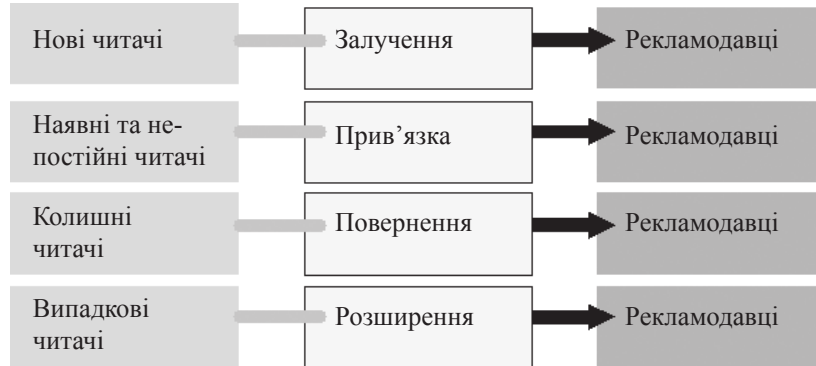 Нові читачі
Залучення
Рекламодавці
Наявні та не-
постійні читачі
Прив’язка
Рекламодавці
Колишні
читачі
Повернення
Рекламодавці
Випадкові
читачі
Розширення
Рекламодавці